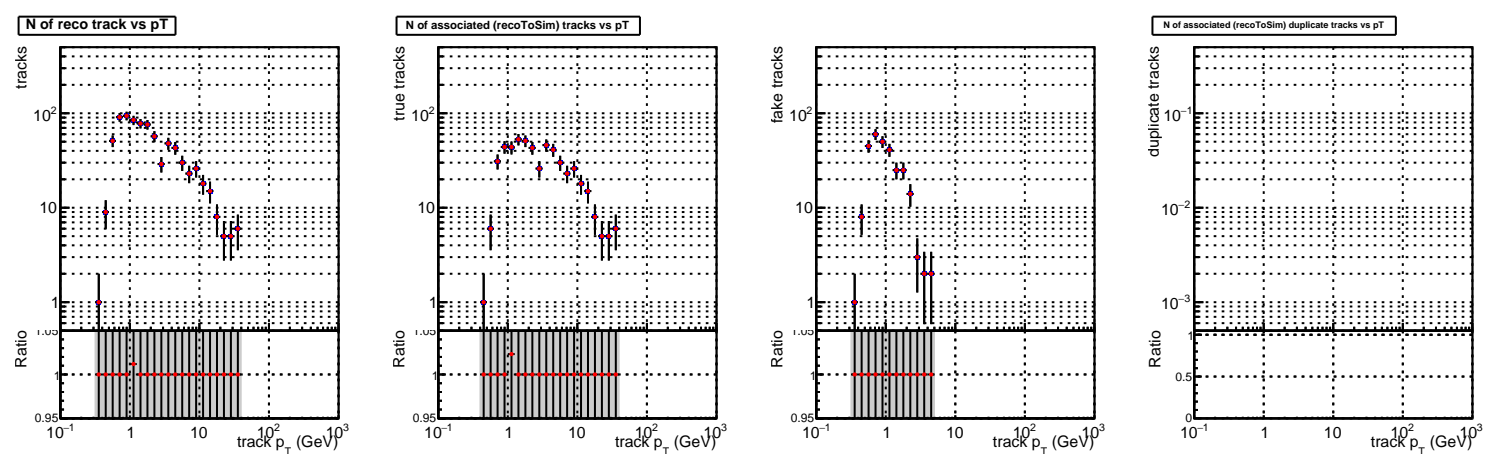 N of reco track vs pT
tracks
10²
10
1
Ratio
1.05
1
0.95
10⁻¹ 1 10 10² 10³
track p_T (GeV)
N of associated (recoToSim) tracks vs pT
true tracks
10²
10
1
Ratio
1.05
1
0.95
10⁻¹ 1 10 10² 10³
track p_T (GeV)
fake tracks
10²
10
1
Ratio
1.05
1
0.95
10⁻¹ 1 10 10² 10³
track p_T (GeV)
N of associated (recoToSim) duplicate tracks vs pT
duplicate tracks
10⁻¹
10⁻²
10⁻³
Ratio
1
0.5
0
10⁻¹ 1 10 10² 10³
track p_T (GeV)